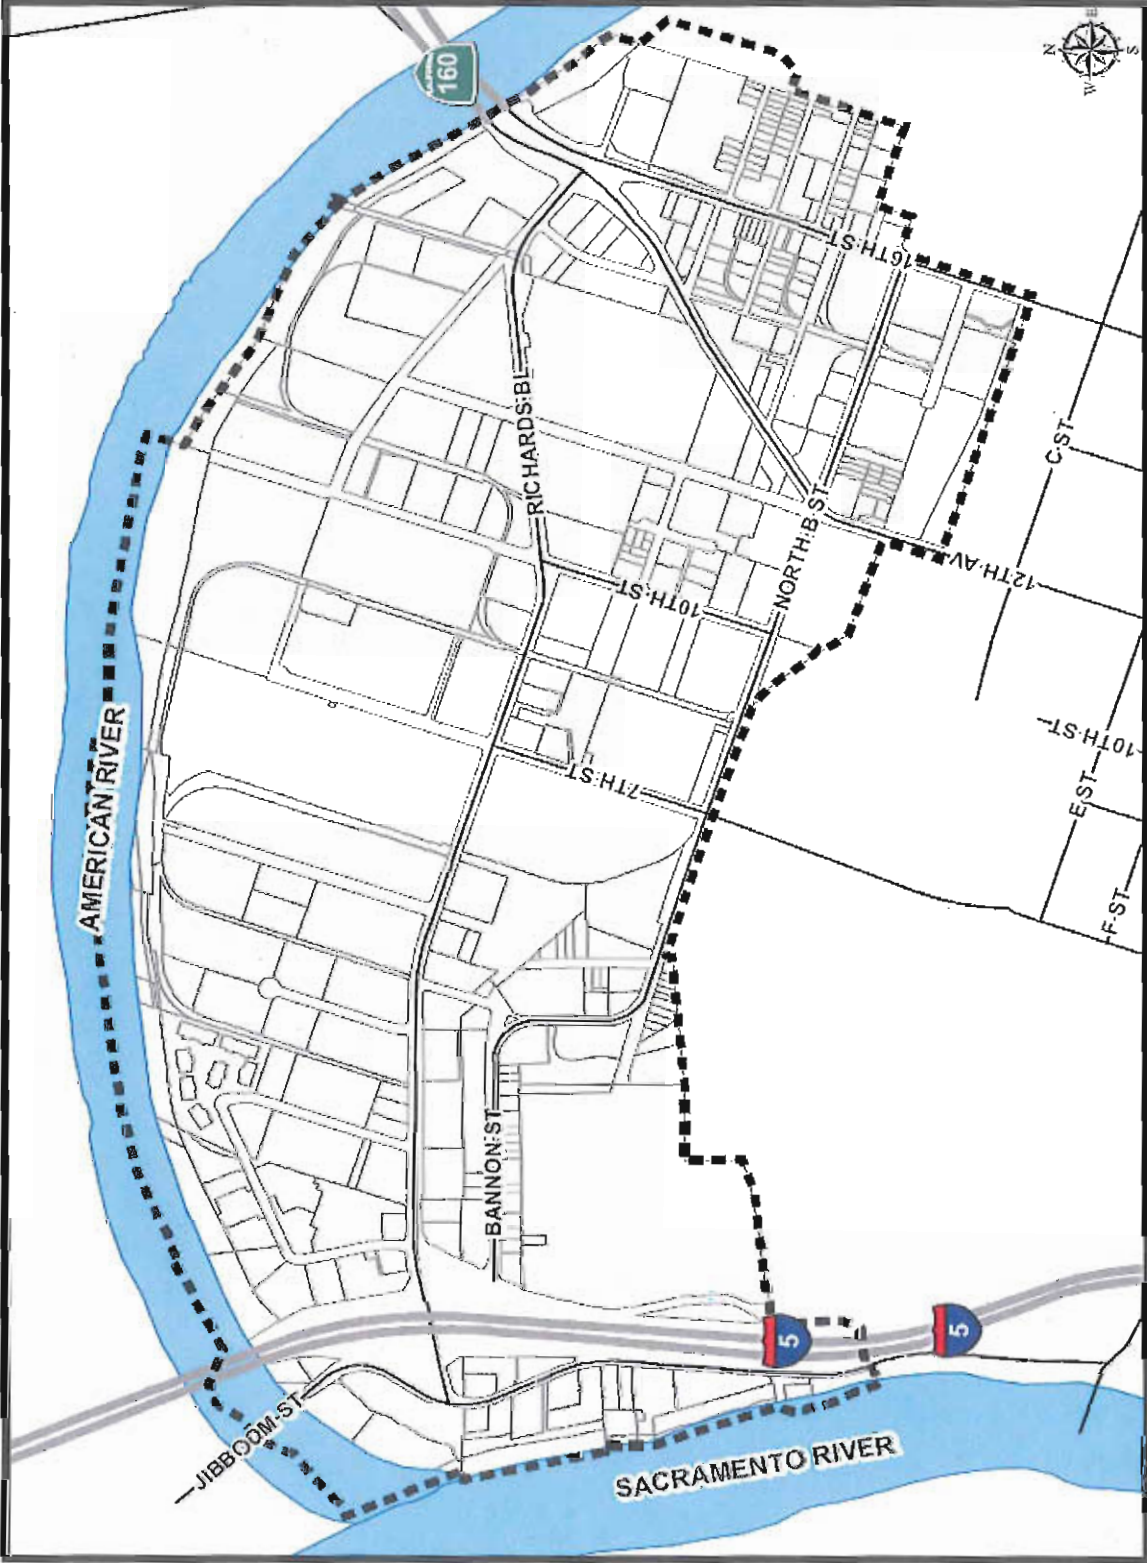 N
E
S
W
CALIFORNIA
160
16TH ST
RICHARDS BL
C ST
NORTH B ST
12TH AV
10TH ST
10TH ST
7TH ST
E ST
F ST
AMERICAN RIVER
BANNON ST
5
5
JIBBOOM ST
SACRAMENTO RIVER